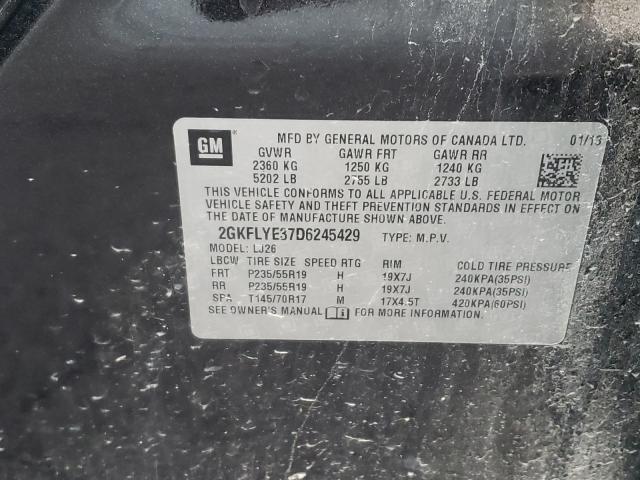 GM
®
MFD BY GENERAL MOTORS OF CANADA LTD. 01/13
GVWR GAWR FRT GAWR RR
2360 KG 1250 KG 1240 KG
5202 LB 2755 LB 2733 LB
THIS VEHICLE CONFORMS TO ALL APPLICABLE U.S. FEDERAL MOTOR
VEHICLE SAFETY AND THEFT PREVENTION STANDARDS IN EFFECT ON
THE DATE OF MANUFACTURE SHOWN ABOVE.
2GKFLYE37D6245429 TYPE: M.P.V.
MODEL: LJ26
LBCW TIRE SIZE SPEED RTG RIM COLD TIRE PRESSURE
FRT P235/55R19 H 19X7J 240KPA(35PSI)
RR P235/55R19 H 19X7J 240KPA(35PSI)
SPA T145/70R17 M 17X4.5T 420KPA(60PSI)
SEE OWNER'S MANUAL FOR MORE INFORMATION.